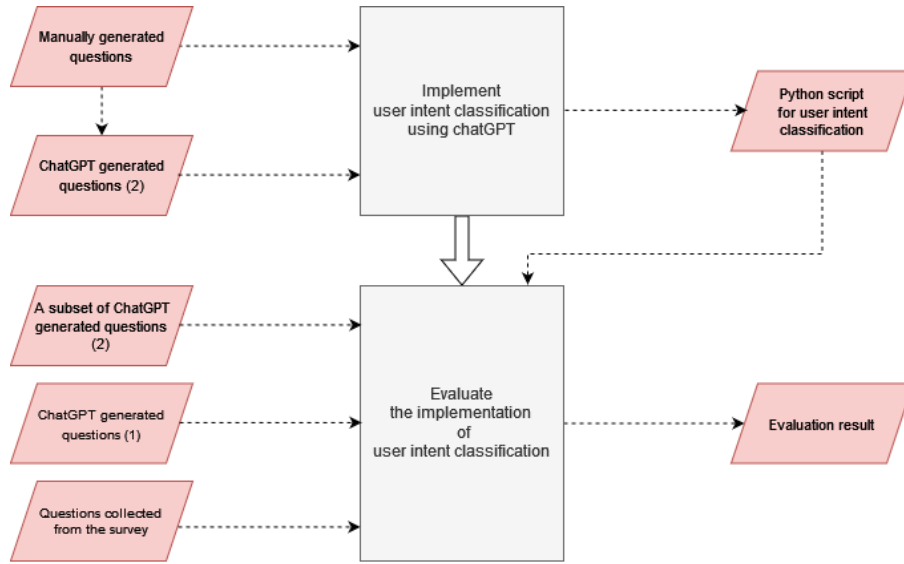 Manually generated
questions
Implement
user intent classification
using chatGPT
Python script
for user intent
classification
ChatGPT generated
questions (2)
A subset of ChatGPT
generated questions
(2)
ChatGPT generated
questions (1)
Evaluate
the implementation
of
user intent classification
Evaluation result
Questions collected
from the survey